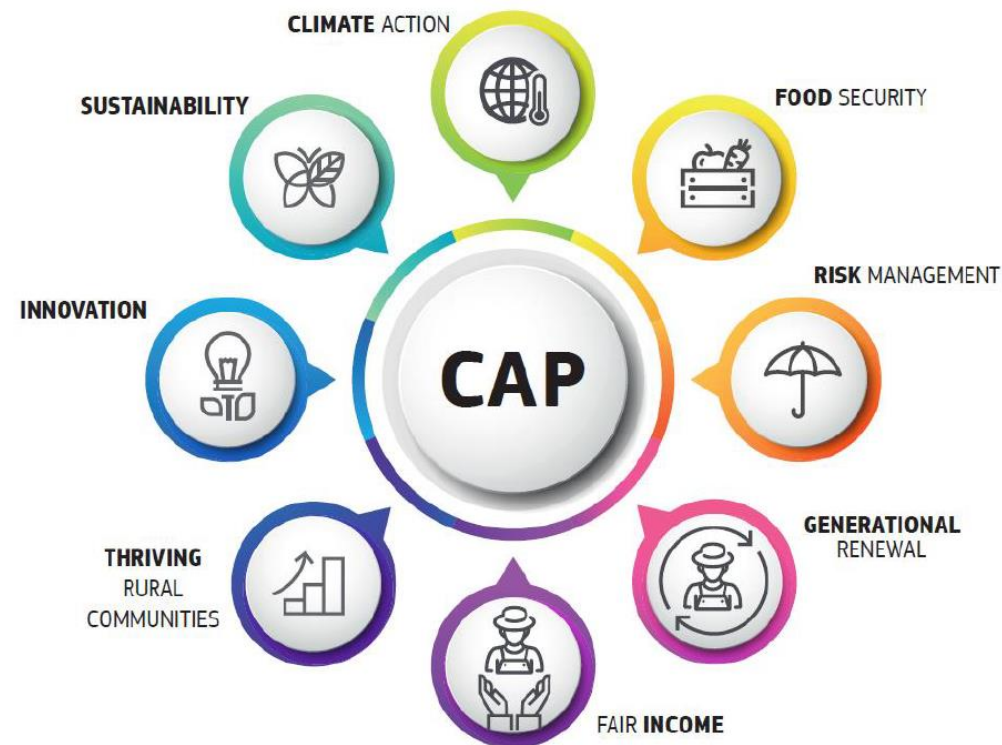 CLIMATE ACTION
FOOD SECURITY
RISK MANAGEMENT
GENERATIONAL
RENEWAL
FAIR INCOME
THRIVING
RURAL
COMMUNITIES
INNOVATION
SUSTAINABILITY
CAP